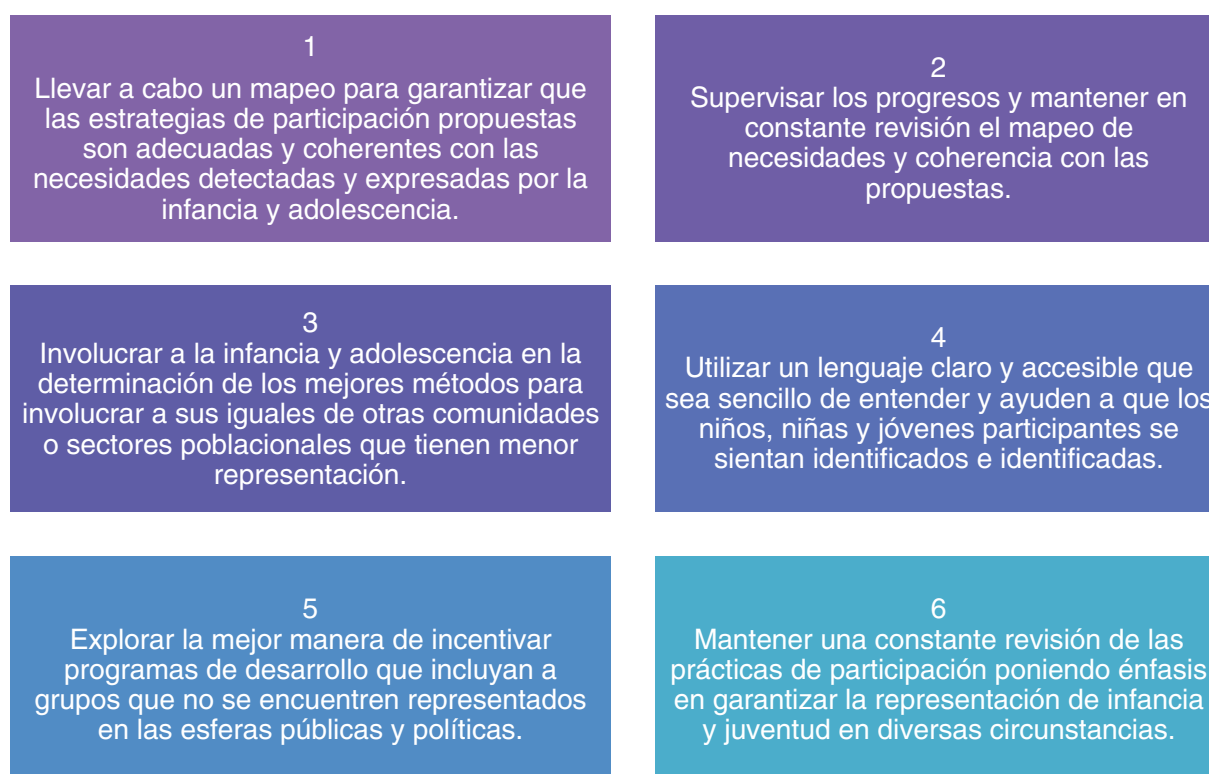 1
Llevar a cabo un mapeo para garantizar que
las estrategias de participación propuestas
son adecuadas y coherentes con las
necesidades detectadas y expresadas por la
infancia y adolescencia.
2
Supervisar los progresos y mantener en
constante revisión el mapeo de
necesidades y coherencia con las
propuestas.
3
Involucrar a la infancia y adolescencia en la
determinación de los mejores métodos para
involucrar a sus iguales de otras comunidades
o sectores poblacionales que tienen menor
representación.
4
Utilizar un lenguaje claro y accesible que
sea sencillo de entender y ayuden a que los
niños, niñas y jóvenes participantes se
sientan identificados e identificadas.
5
Explorar la mejor manera de incentivar
programas de desarrollo que incluyan a
grupos que no se encuentren representados
en las esferas públicas y políticas.
6
Mantener una constante revisión de las
prácticas de participación poniendo énfasis
en garantizar la representación de infancia
y juventud en diversas circunstancias.